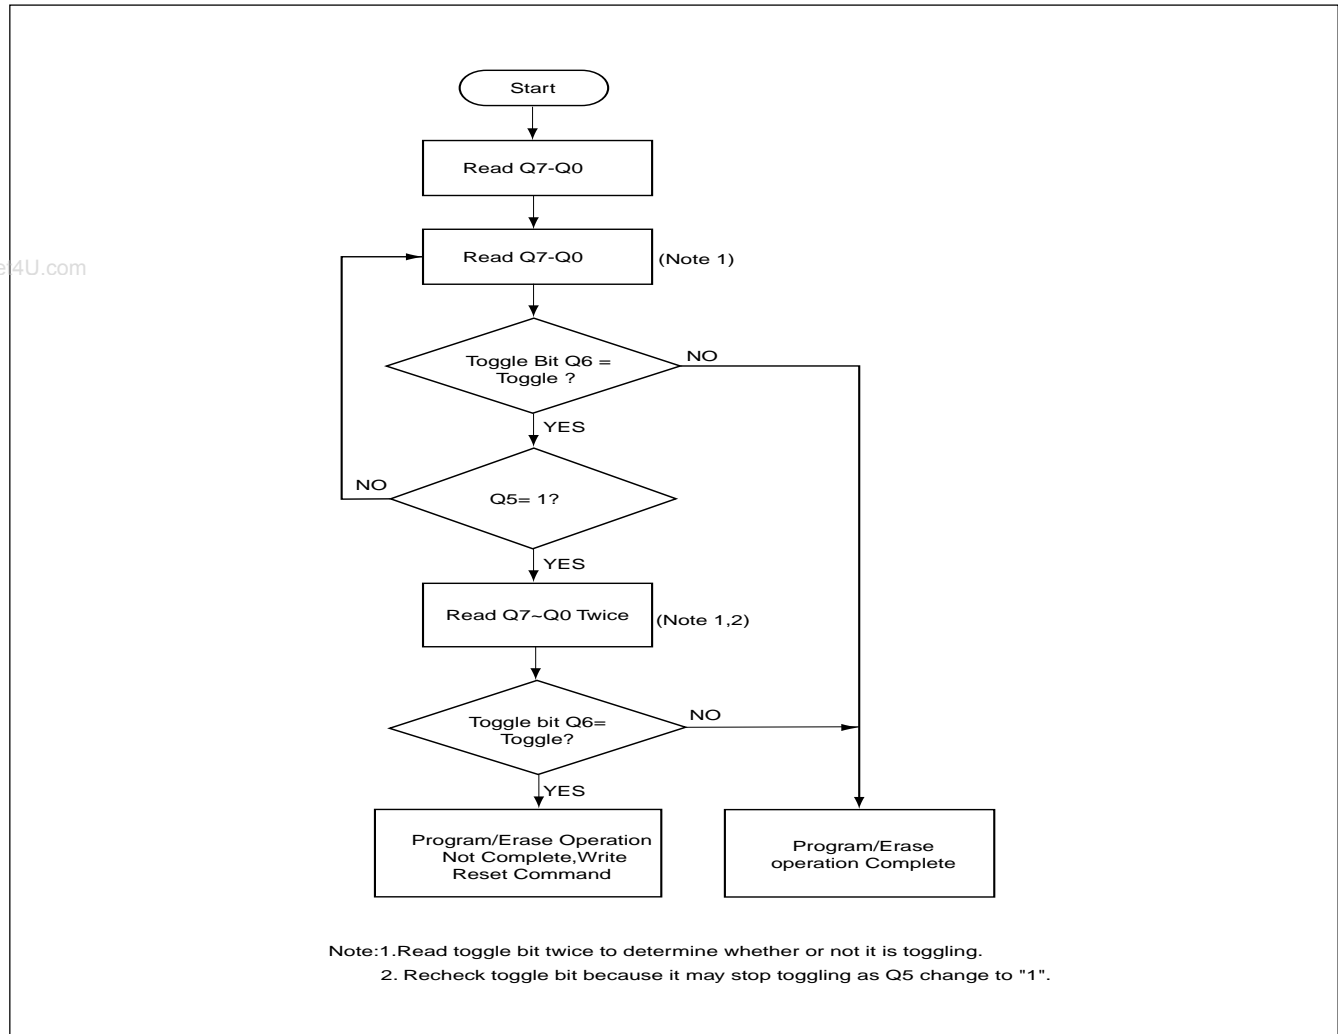 Start
Read Q7-Q0
Read Q7-Q0
(Note 1)
et4U.com
Toggle Bit Q6 =
Toggle ?
NO
YES
NO
Q5= 1?
YES
Read Q7~Q0 Twice
(Note 1,2)
Toggle bit Q6=
Toggle?
NO
YES
Program/Erase Operation
Not Complete,Write
Reset Command
Program/Erase
operation Complete
Note:1.Read toggle bit twice to determine whether or not it is toggling.
2. Recheck toggle bit because it may stop toggling as Q5 change to "1".